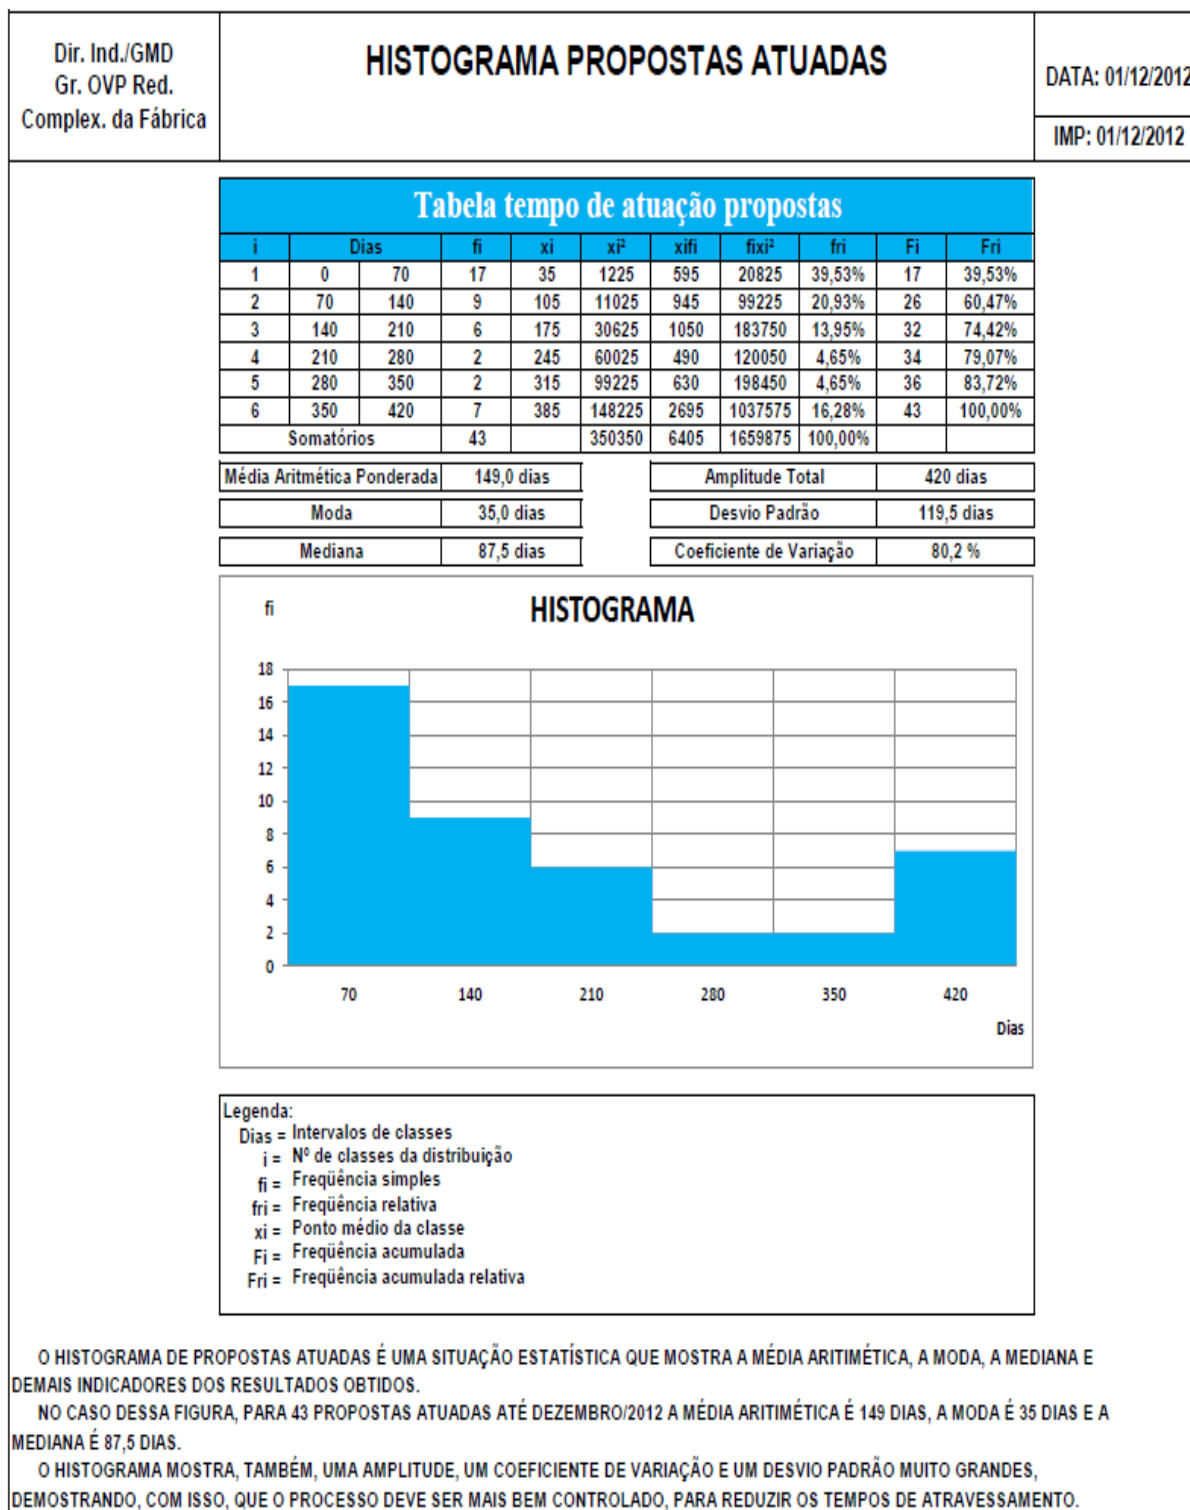 Dir. Ind./GMD
Gr. OVP Red.
Complex. da Fábrica
HISTOGRAMA PROPOSTAS ATUADAS
DATA: 01/12/2012
IMP: 01/12/2012
Tabela tempo de atuação propostas
i Dias fi xi xi² xifi fixi² fri Fi Fri
1 0 70 17 35 1225 595 20825 39,53% 17 39,53%
2 70 140 9 105 11025 945 99225 20,93% 26 60,47%
3 140 210 6 175 30625 1050 183750 13,95% 32 74,42%
4 210 280 2 245 60025 490 120050 4,65% 34 79,07%
5 280 350 2 315 99225 630 198450 4,65% 36 83,72%
6 350 420 7 385 148225 2695 1037575 16,28% 43 100,00%
Somatórios 43 350350 6405 1659875 100,00%
Média Aritmética Ponderada 149,0 dias Amplitude Total 420 dias
Moda 35,0 dias Desvio Padrão 119,5 dias
Mediana 87,5 dias Coeficiente de Variação 80,2 %
fi HISTOGRAMA
18
16
14
12
10
8
6
4
2
0
70 140 210 280 350 420
Dias
Legenda:
Dias = Intervalos de classes
i = Nº de classes da distribuição
fi = Freqüência simples
fri = Freqüência relativa
xi = Ponto médio da classe
Fi = Freqüência acumulada
Fri = Freqüência acumulada relativa
O HISTOGRAMA DE PROPOSTAS ATUADAS É UMA SITUAÇÃO ESTATÍSTICA QUE MOSTRA A MÉDIA ARITIMÉTICA, A MODA, A MEDIANA E
DEMAIS INDICADORES DOS RESULTADOS OBTIDOS.
NO CASO DESSA FIGURA, PARA 43 PROPOSTAS ATUADAS ATÉ DEZEMBRO/2012 A MÉDIA ARITIMÉTICA É 149 DIAS, A MODA É 35 DIAS E A
MEDIANA É 87,5 DIAS.
O HISTOGRAMA MOSTRA, TAMBÉM, UMA AMPLITUDE, UM COEFICIENTE DE VARIAÇÃO E UM DESVIO PADRÃO MUITO GRANDES,
DEMOSTRANDO, COM ISSO, QUE O PROCESSO DEVE SER MAIS BEM CONTROLADO, PARA REDUZIR OS TEMPOS DE ATRAVESSAMENTO.